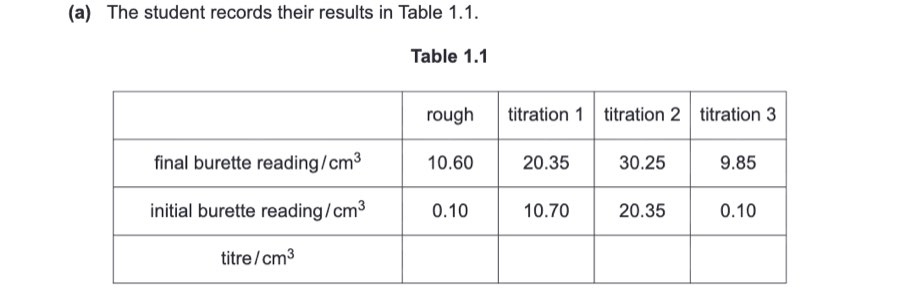 (a) The student records their results in Table 1.1.
Table 1.1
rough titration 1 titration 2 titration 3
final burette reading/cm³ 10.60 20.35 30.25 9.85
initial burette reading/cm³ 0.10 10.70 20.35 0.10
titre/cm³